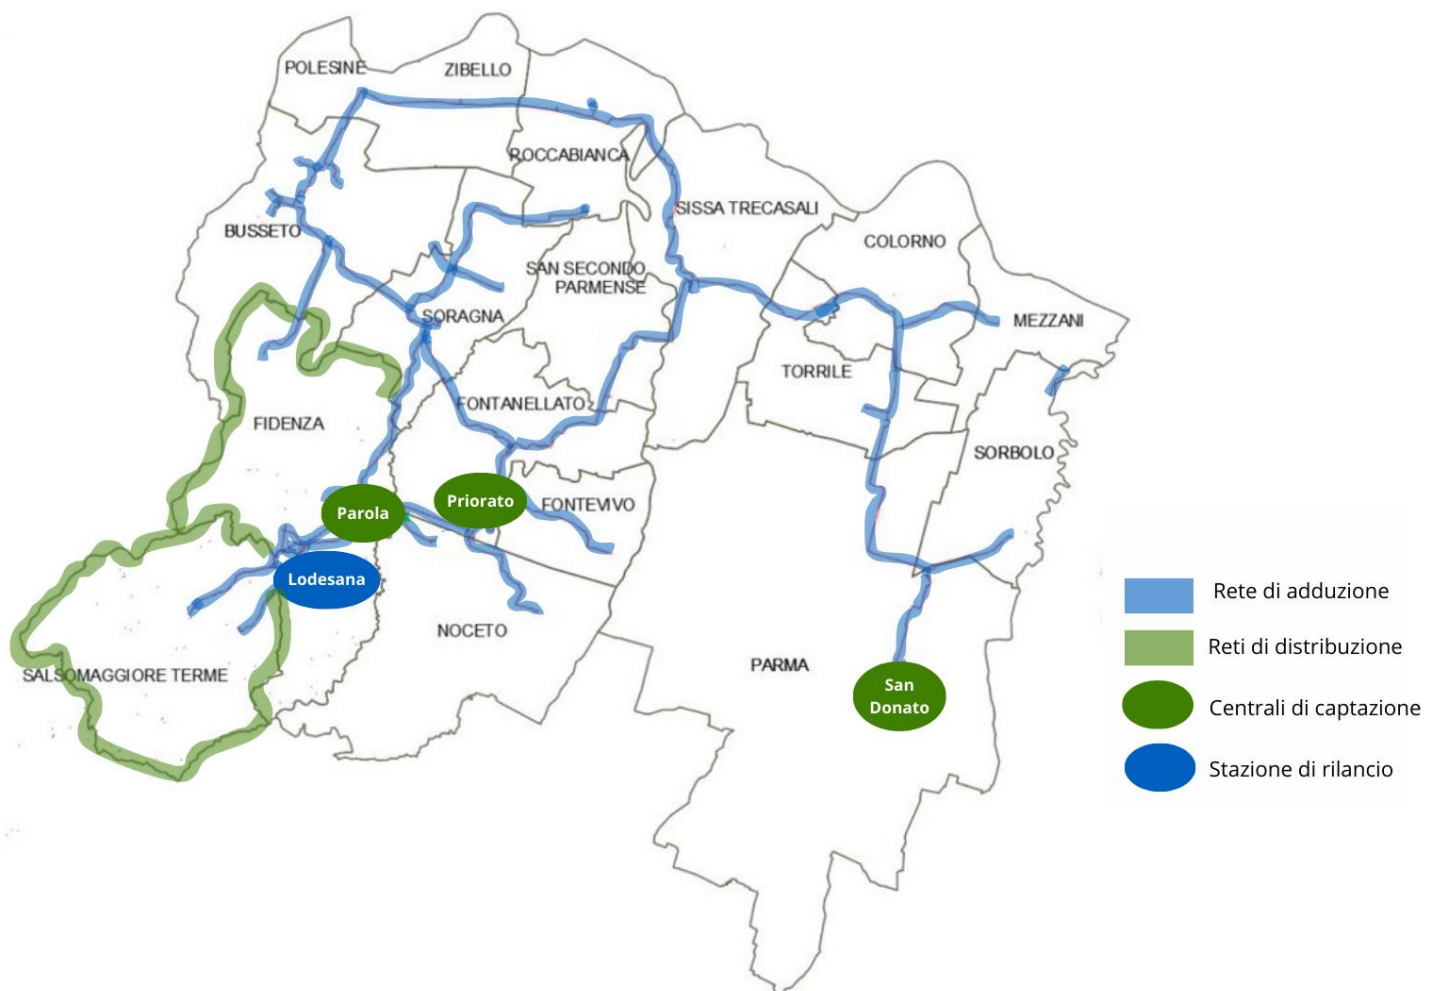 POLESINE
ZIBELLO
ROCCABIANCA
SISSA TRECASALI
BUSSETO
COLORNO
SAN SECONDO
PARMENSE
SORAGNA
MEZZANI
TORRILE
FONTANELLATO
FIDENZA
SORBOLO
Priorato
FONTEVIVO
Parola
Lodesana
NOCETO
SALSOMAGGIORE TERME
PARMA
San
Donato
Rete di adduzione
Reti di distribuzione
Centrali di captazione
Stazione di rilancio